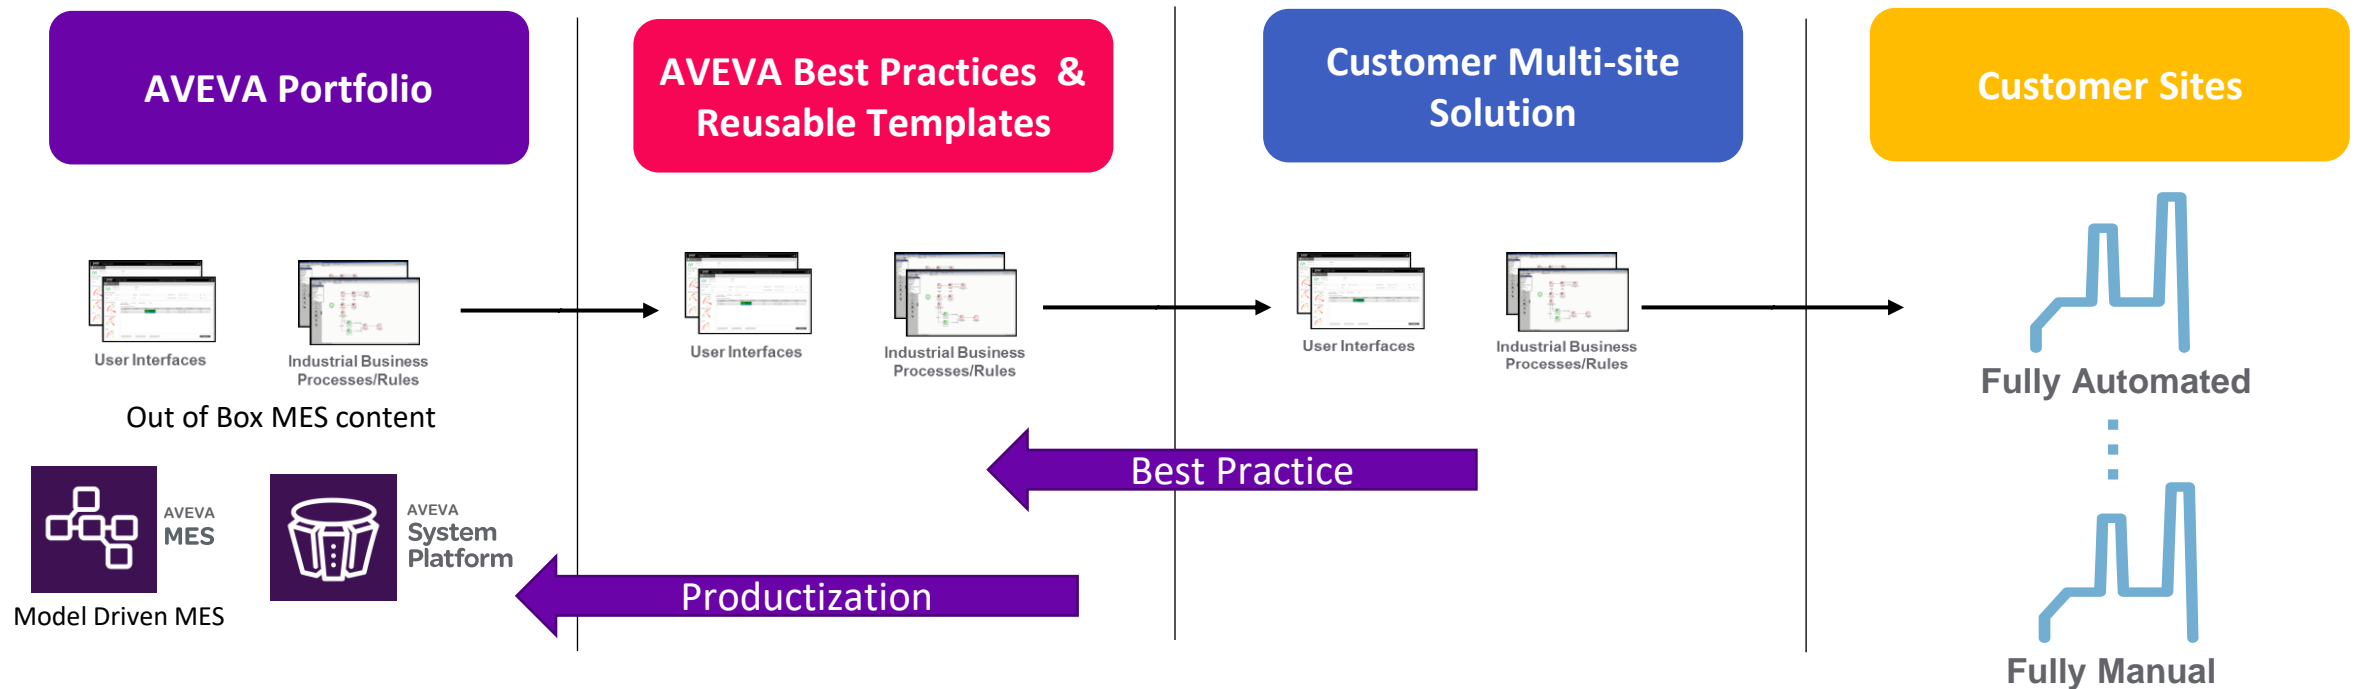 AVEVA Portfolio
AVEVA Best Practices &
Reusable Templates
Customer Multi-site
Solution
Customer Sites
User Interfaces
Industrial Business
Processes/Rules
User Interfaces
Industrial Business
Processes/Rules
User Interfaces
Industrial Business
Processes/Rules
Out of Box MES content
Fully Automated
Best Practice
AVEVA
MES
AVEVA
System
Platform
Productization
Model Driven MES
Fully Manual